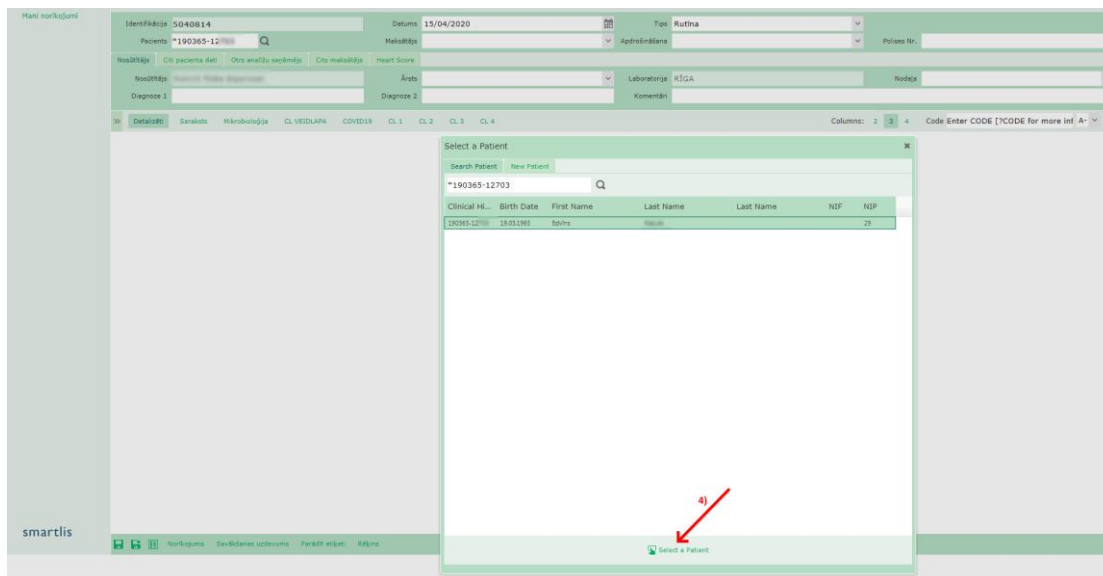 Mani norīkojumi
Identifikācija 5040814 Datums 15/04/2020 Tips Rutīna
Pacients ^190365-12 Maksātājs Apdrošināšana Polises Nr.
Nosūtītājs Citi pacienta dati Otrs analīžu saņēmējs Cits maksātājs Heart Score
Nosūtītājs Ārsts Laboratorija RĪGA Nodaļa
Diagnoze 1 Diagnoze 2 Komentāri
Detalizēti Saraksts Mikrobioloģija CL VEIDLAPA COVID19 CL 1 CL 2 CL 3 CL 4 Columns: 2 3 4 Code Enter CODE [?CODE for more inf A-
Select a Patient
Search Patient New Patient
^190365-12703
Clinical Hi... Birth Date First Name Last Name Last Name NIF NIP
190365-12 19.03.1965 Edvīns 29
4)
Select a Patient
smartlis
Norīkojums Savākšanas uzdevums Parādīt etiķeti Rēķins